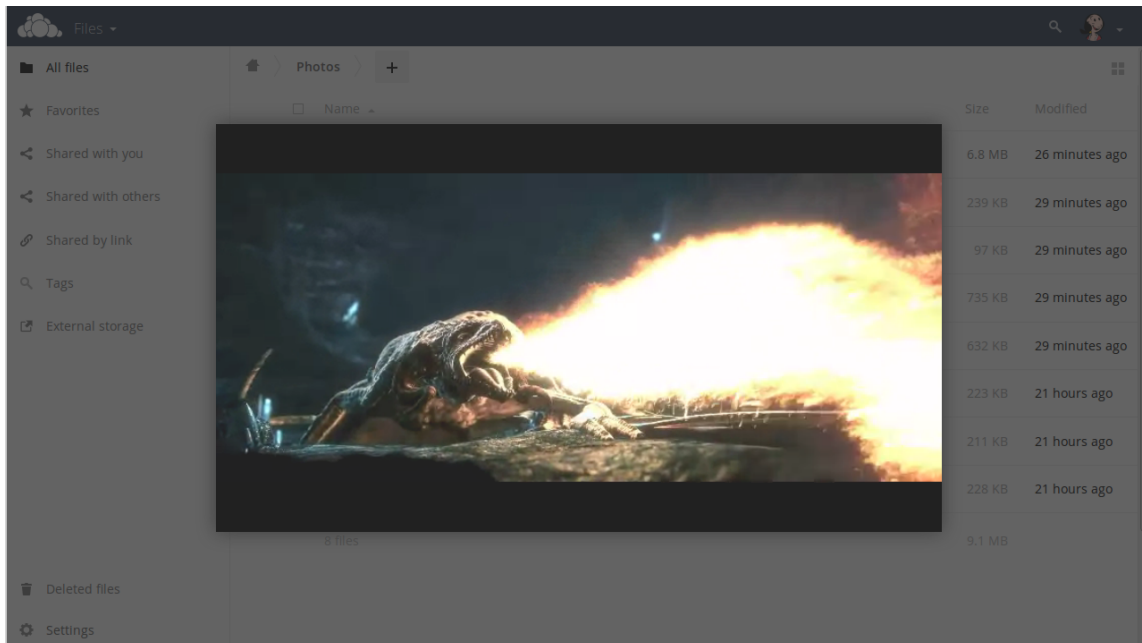 Files
All files
Favorites
Shared with you
Shared with others
Shared by link
Tags
External storage
Deleted files
Settings
Photos
+
Name
Size
Modified
6.8 MB
26 minutes ago
239 KB
29 minutes ago
97 KB
29 minutes ago
735 KB
29 minutes ago
632 KB
29 minutes ago
223 KB
21 hours ago
211 KB
21 hours ago
228 KB
21 hours ago
8 files
9.1 MB